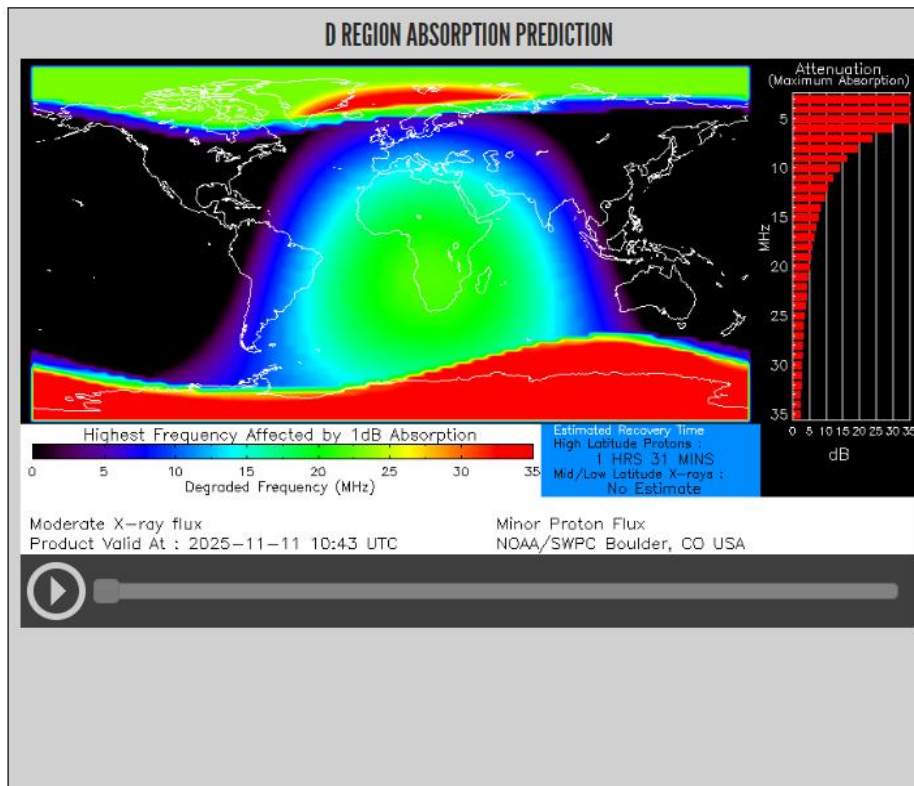 D REGION ABSORPTION PREDICTION
Attenuation
(Maximum Absorption)
5
10
15
20
25
30
35
MHz
0 5 10 15 20 25 30 35
dB
Highest Frequency Affected by 1dB Absorption
0 5 10 15 20 25 30 35
Degraded Frequency (MHz)
Estimated Recovery Time
High Latitude Protons :
1 HRS 31 MINS
Mid/Low Latitude X-rays :
No Estimate
Moderate X-ray flux
Product Valid At : 2025-11-11 10:43 UTC
Minor Proton Flux
NOAA/SWPC Boulder, CO USA